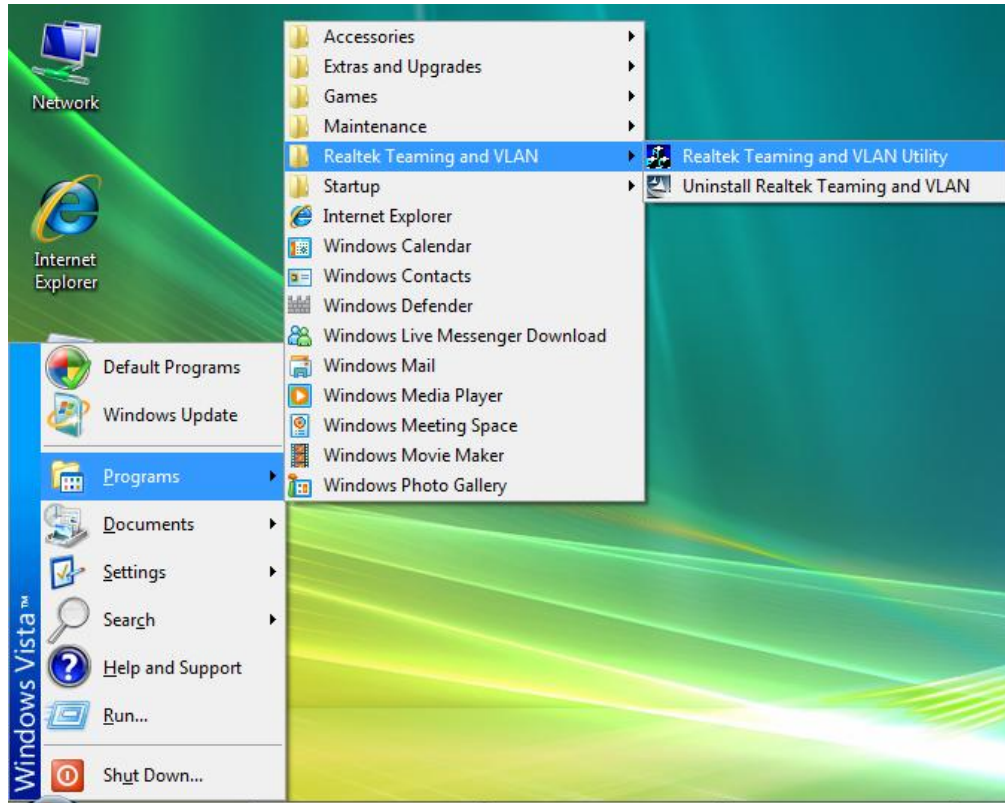 Network
Internet
Explorer
Accessories
Extras and Upgrades
Games
Maintenance
Realtek Teaming and VLAN
Startup
Internet Explorer
Windows Calendar
Windows Contacts
Windows Defender
Windows Live Messenger Download
Windows Mail
Windows Media Player
Windows Meeting Space
Windows Movie Maker
Windows Photo Gallery
Realtek Teaming and VLAN Utility
Uninstall Realtek Teaming and VLAN
Default Programs
Windows Update
Programs
Documents
Settings
Search
Help and Support
Run...
Shut Down...
Windows Vista™